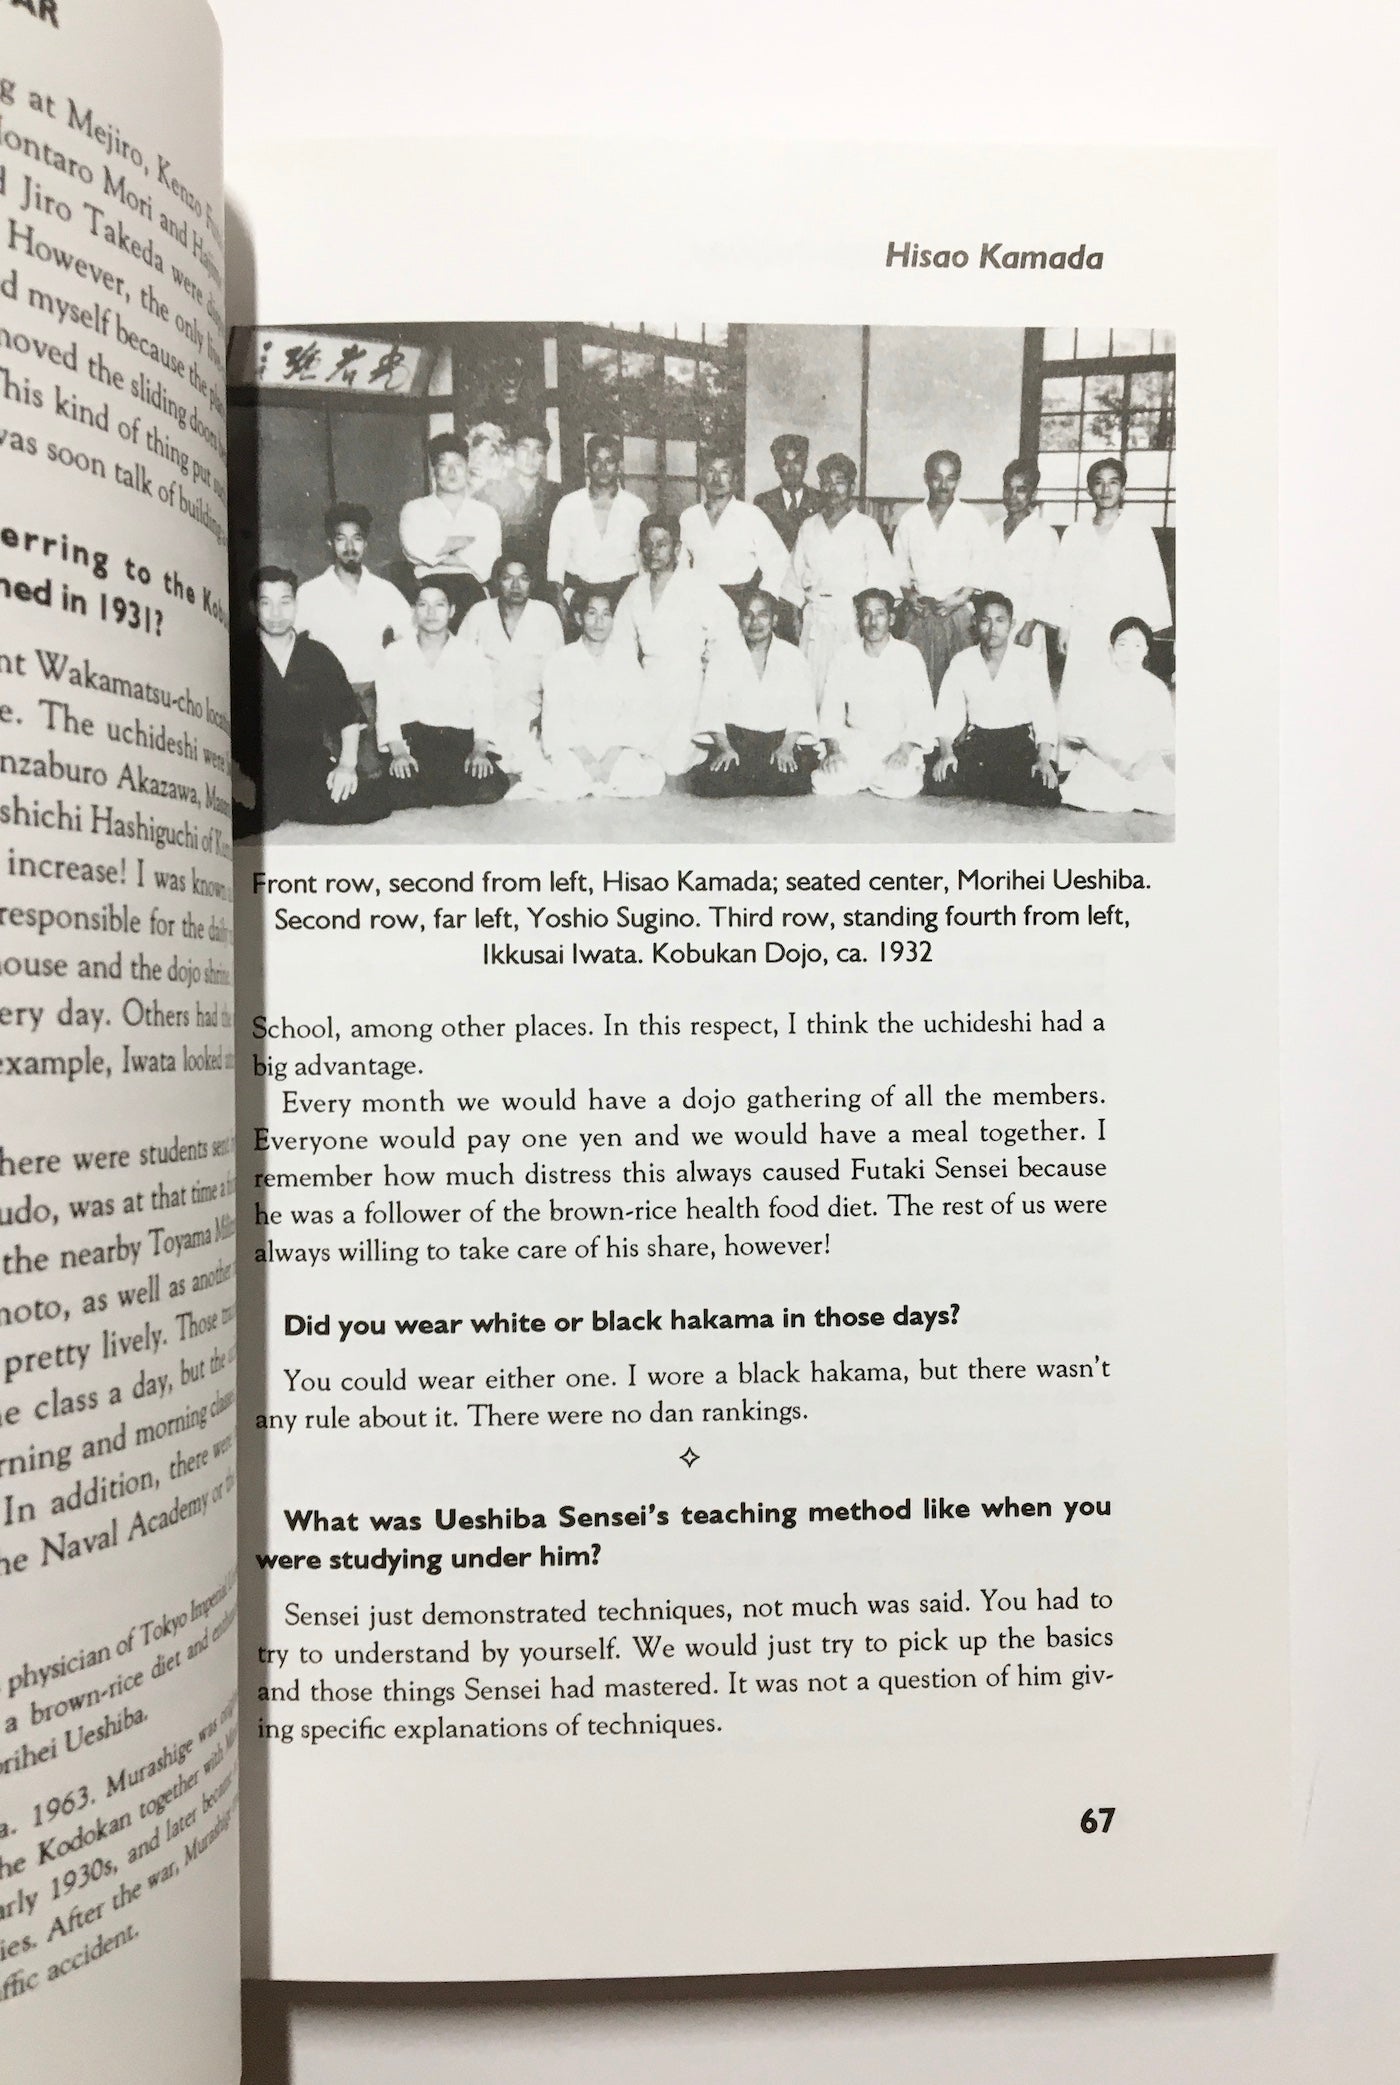 AR
g at Mejiro, Kenzo
Montaro Mori and
Jiro Takeda were
However, the only
d myself because the
moved the sliding doors
This kind of thing put
was soon talk of building
erring to the
ned in 1931?
nt Wakamatsu-cho
e. The uchideshi were
nzaburo Akazawa,
shichi Hashiguchi of
increase! I was known
responsible for the
house and the dojo
ery day. Others had
example, Iwata looked
here were students sent
udo, was at that time a
the nearby Toyama
moto, as well as another
pretty lively. Those
ne class a day, but the
rning and morning
In addition, there were
he Naval Academy or the
physician of Tokyo Imperial
a brown-rice diet and
orihei Ueshiba.
a. 1963. Murashige was
he Kodokan together with
arly 1930s, and later became
ies. After the war, Murashige
ffic accident.
Hisao Kamada
Front row, second from left, Hisao Kamada; seated center, Morihei Ueshiba.
Second row, far left, Yoshio Sugino. Third row, standing fourth from left,
Ikkusai Iwata. Kobukan Dojo, ca. 1932
School, among other places. In this respect, I think the uchideshi had a
big advantage.
Every month we would have a dojo gathering of all the members.
Everyone would pay one yen and we would have a meal together. I
remember how much distress this always caused Futaki Sensei because
he was a follower of the brown-rice health food diet. The rest of us were
always willing to take care of his share, however!
Did you wear white or black hakama in those days?
You could wear either one. I wore a black hakama, but there wasn't
any rule about it. There were no dan rankings.
What was Ueshiba Sensei's teaching method like when you
were studying under him?
Sensei just demonstrated techniques, not much was said. You had to
try to understand by yourself. We would just try to pick up the basics
and those things Sensei had mastered. It was not a question of him giv-
ing specific explanations of techniques.
67